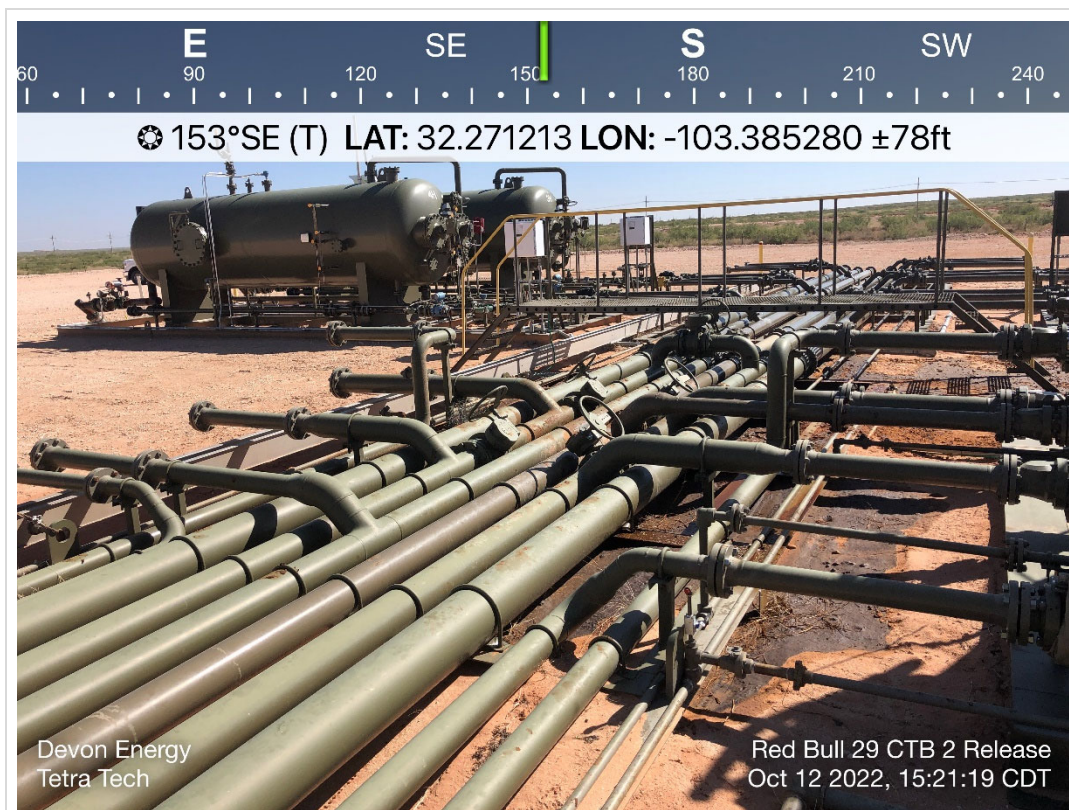 E SE S SW
60 90 120 150 180 210 240
153°SE (T) LAT: 32.271213 LON: -103.385280 ±78ft
Devon Energy
Tetra Tech
Red Bull 29 CTB 2 Release
Oct 12 2022, 15:21:19 CDT